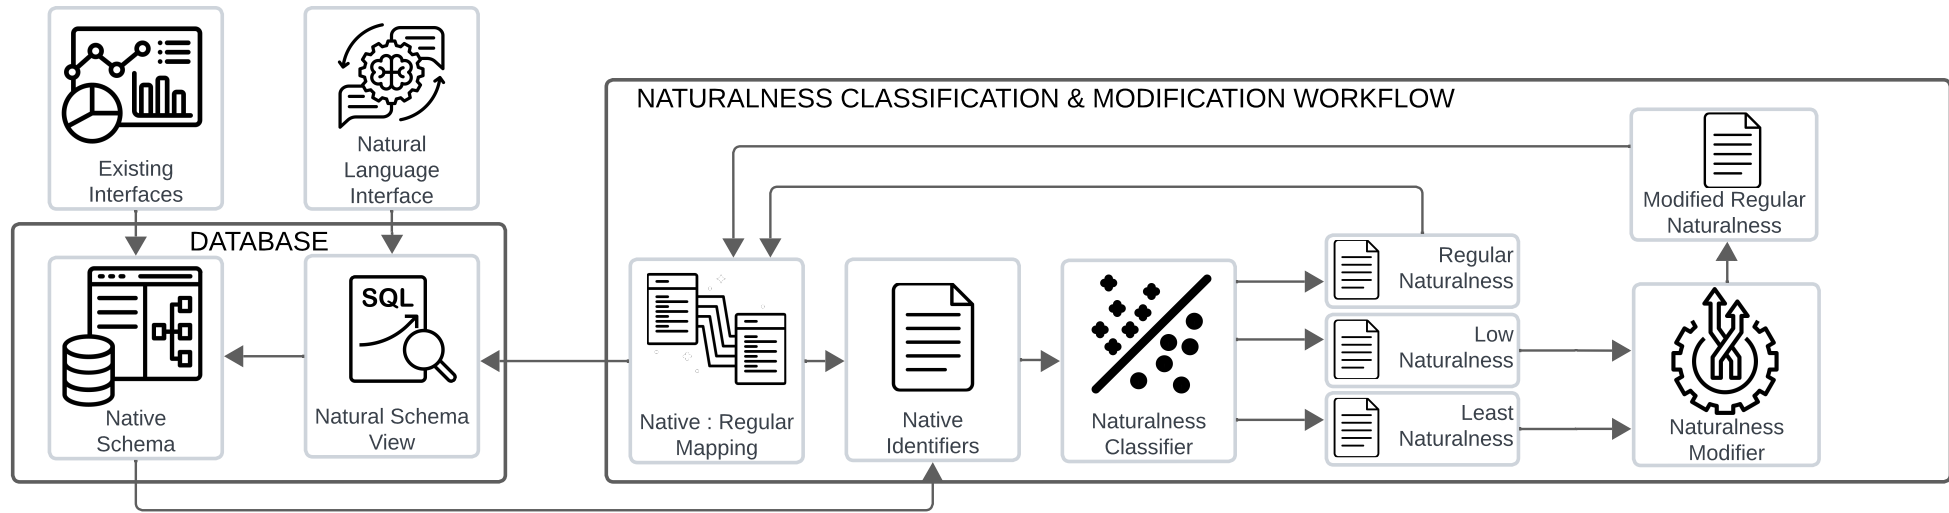 Existing
Interfaces
Natural
Language
Interface
DATABASE
SQL
Native
Schema
Natural Schema
View
NATURALNESS CLASSIFICATION & MODIFICATION WORKFLOW
Native : Regular
Mapping
Native
Identifiers
Naturalness
Classifier
Regular
Naturalness
Low
Naturalness
Least
Naturalness
Modified Regular
Naturalness
Naturalness
Modifier